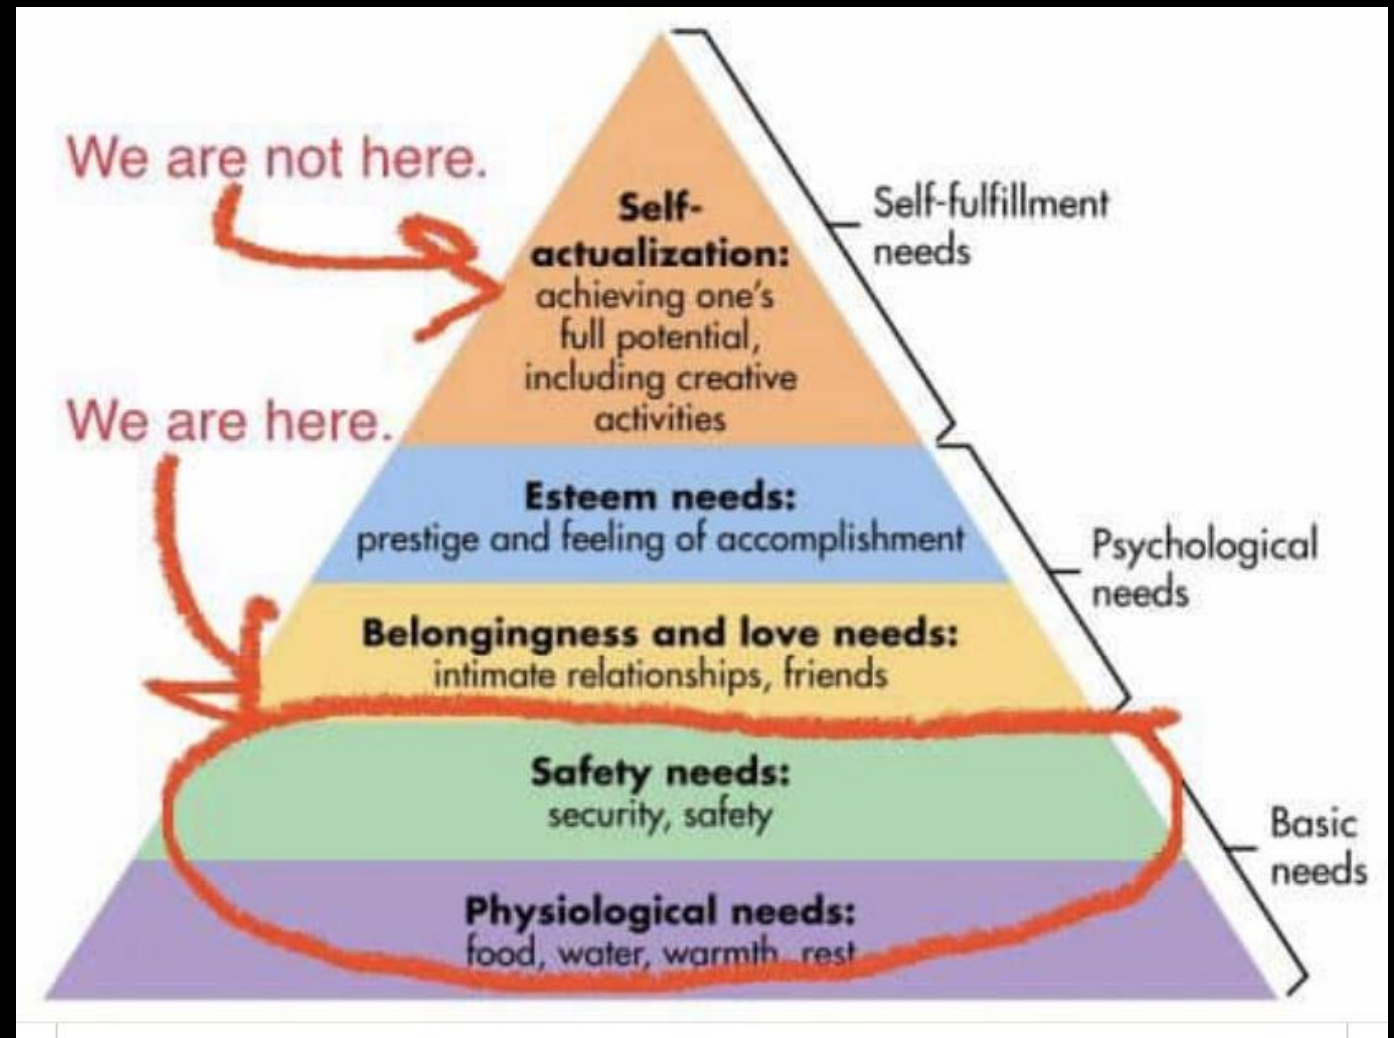 We are not here.
Self-
actualization:
achieving one's
full potential,
including creative
activities
Self-fulfillment
needs
We are here.
Esteem needs:
prestige and feeling of accomplishment
Psychological
needs
Belongingness and love needs:
intimate relationships, friends
Safety needs:
security, safety
Basic
needs
Physiological needs:
food, water, warmth, rest